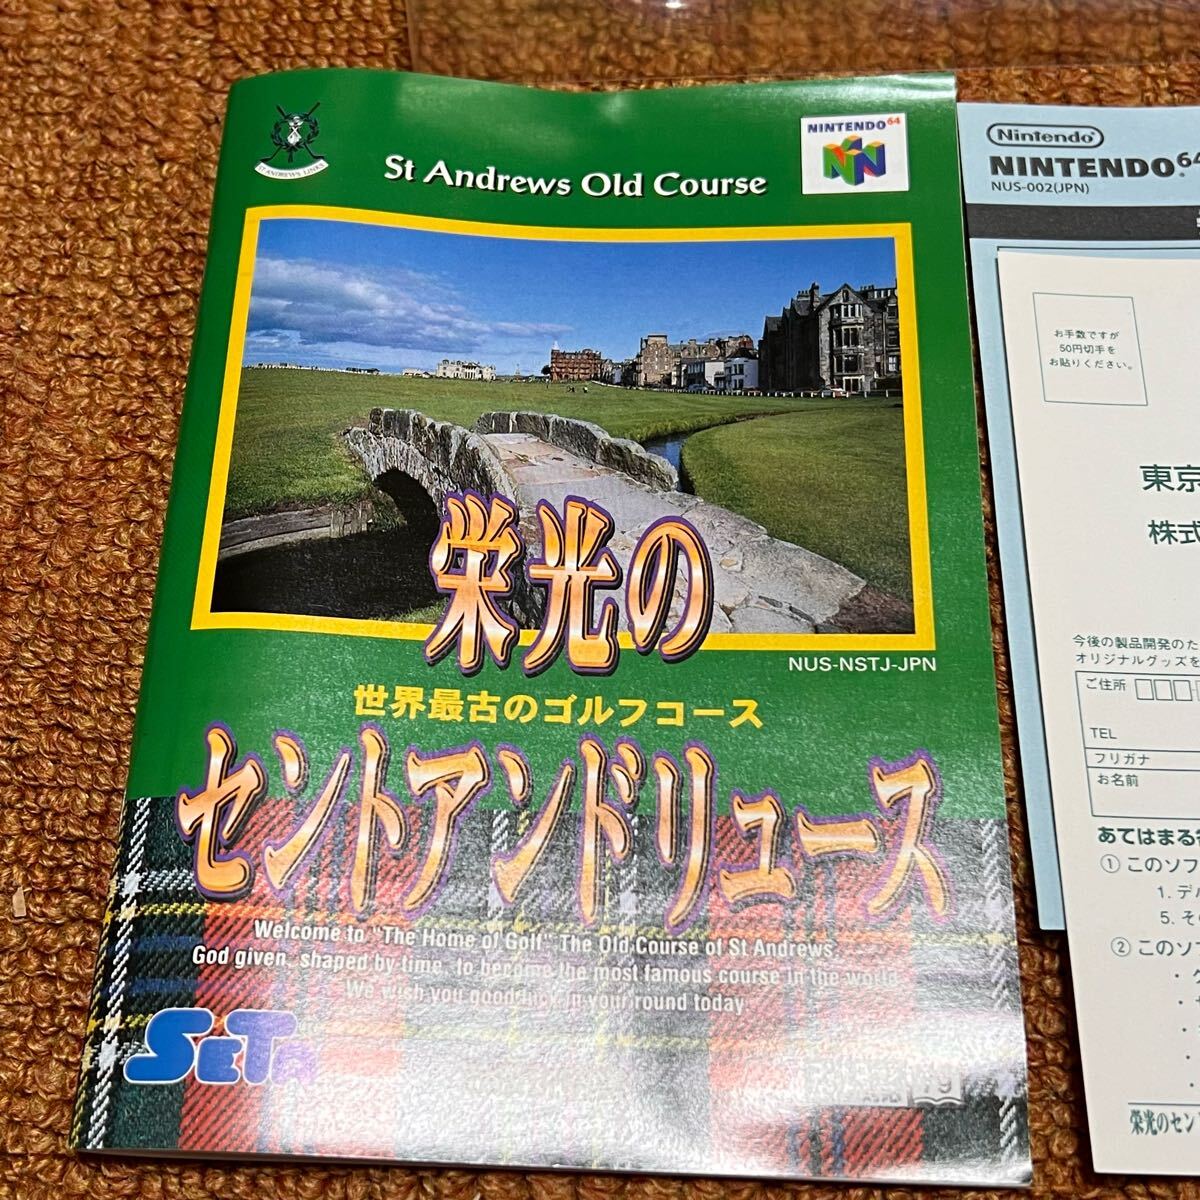 ST ANDREWS LINKS
St Andrews Old Course
NINTENDO64
栄光の
NUS-NSTJ-JPN
世界最古のゴルフコース
セントアンドリュース
Welcome to "The Home of Golf" The Old Course of St Andrews.
God given, shaped by time, to become the most famous course in the world
We wish you good luck in your round today
SETA
Nintendo
NINTENDO64
NUS-002(JPN)
お手数ですが
50円切手を
お貼りください。
東京
株式
今後の製品開発のた
オリジナルグッズを
ご住所
TEL
フリガナ
お名前
あてはまる
① このソフ
1. デ
5. そ
② このソフ
栄光のセン